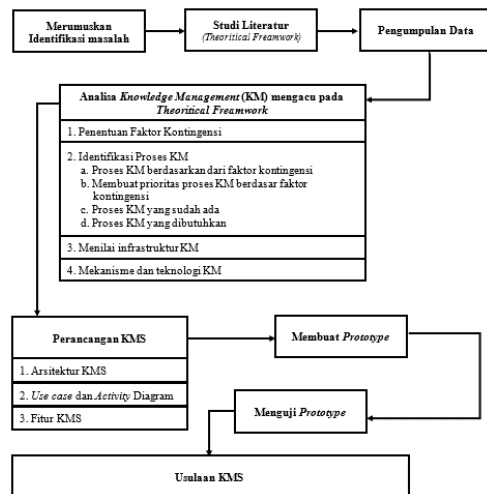 Merumuskan
Identifikasi masalah
Studi Literatur
(Theoritical Freamwork)
Pengumpulan Data
Analisa Knowledge Management (KM) mengacu pada
Theoritical Freamwork
1. Penentuan Faktor Kontingensi
2. Identifikasi Proses KM
a. Proses KM berdasarkan dari faktor kontingensi
b. Membuat prioritas proses KM berdasar faktor
kontingensi
c. Proses KM yang sudah ada
d. Proses KM yang dibutuhkan
3. Menilai infrastruktur KM
4. Mekanisme dan teknologi KM
Perancangan KMS
1. Arsitektur KMS
2. Use case dan Activity Diagram
3. Fitur KMS
Membuat Prototype
Menguji Prototype
Usulaan KMS